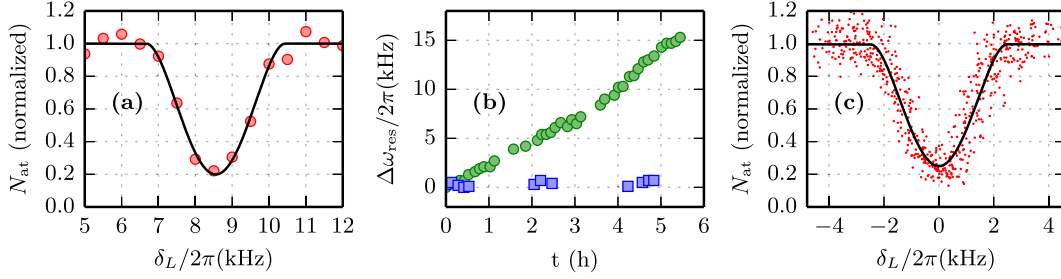 1.2
1.0
0.8
0.6
0.4
0.2
0.0
N_at (normalized)
(a)
5 6 7 8 9 10 11 12
δ_L/2π(kHz)
15
10
5
0
Δω_res/2π(kHz)
(b)
0 1 2 3 4 5 6
t (h)
1.2
1.0
0.8
0.6
0.4
0.2
0.0
N_at (normalized)
(c)
−4 −2 0 2 4
δ_L/2π(kHz)